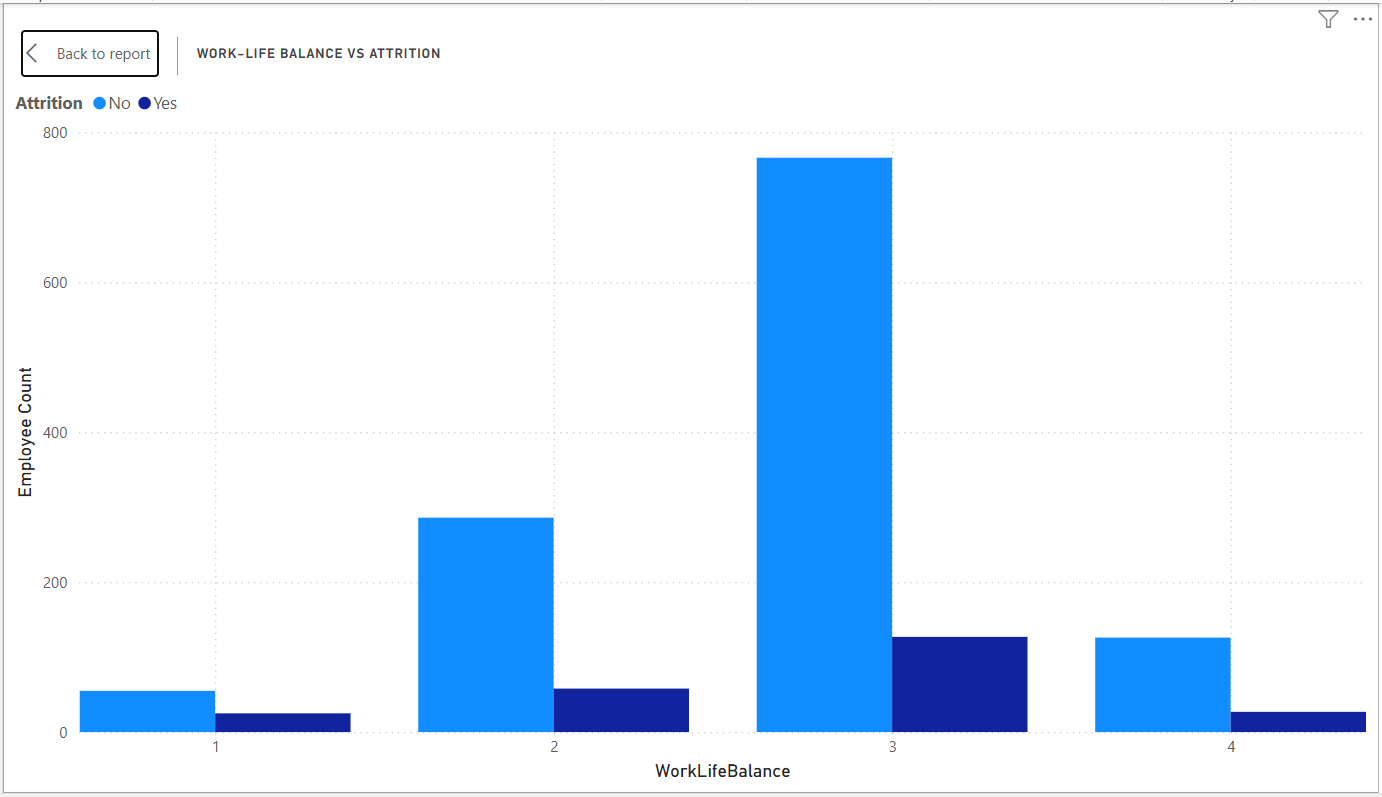 Back to report
WORK-LIFE BALANCE VS ATTRITION
Attrition No Yes
800
600
400
200
0
Employee Count
1 2 3 4
WorkLifeBalance